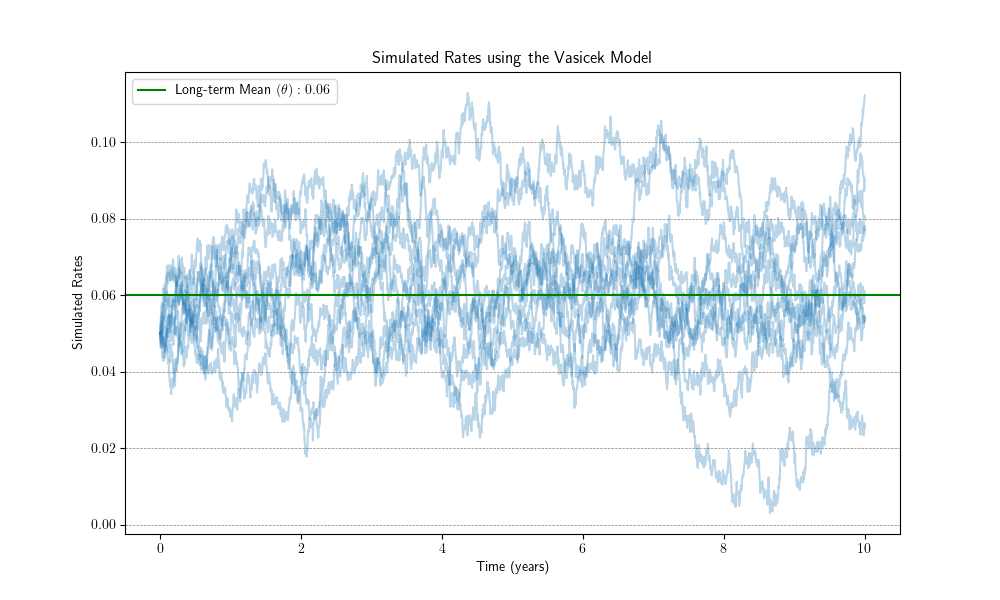 Simulated Rates using the Vasicek Model
Long-term Mean (θ) : 0.06
Simulated Rates
0.10
0.08
0.06
0.04
0.02
0.00
0 2 4 6 8 10
Time (years)